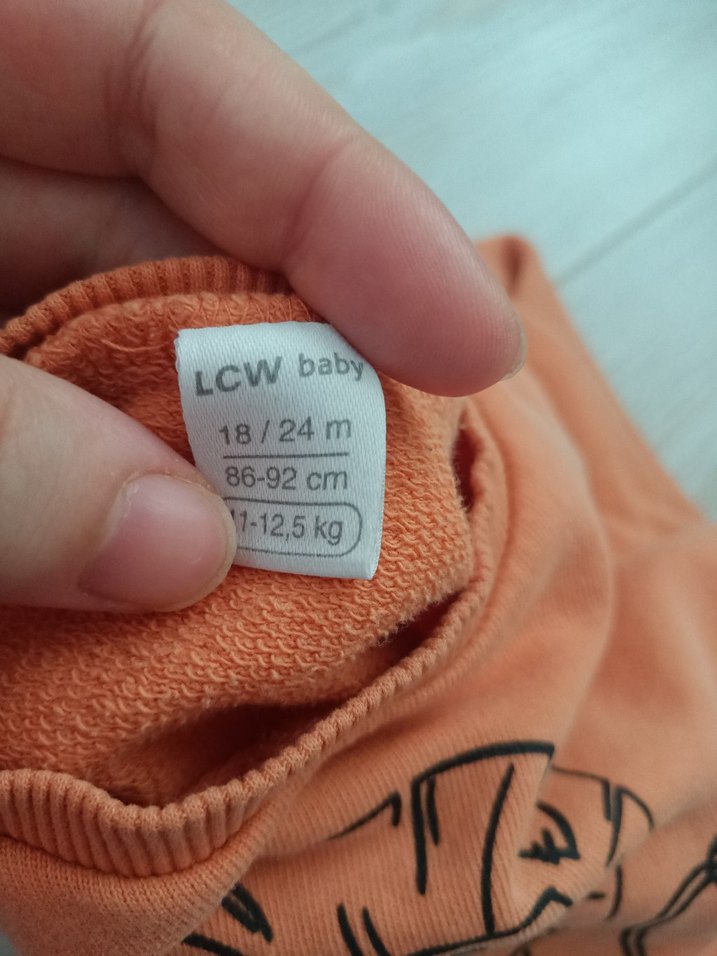 LCW baby
18 / 24 m
86-92 cm
11-12,5 kg